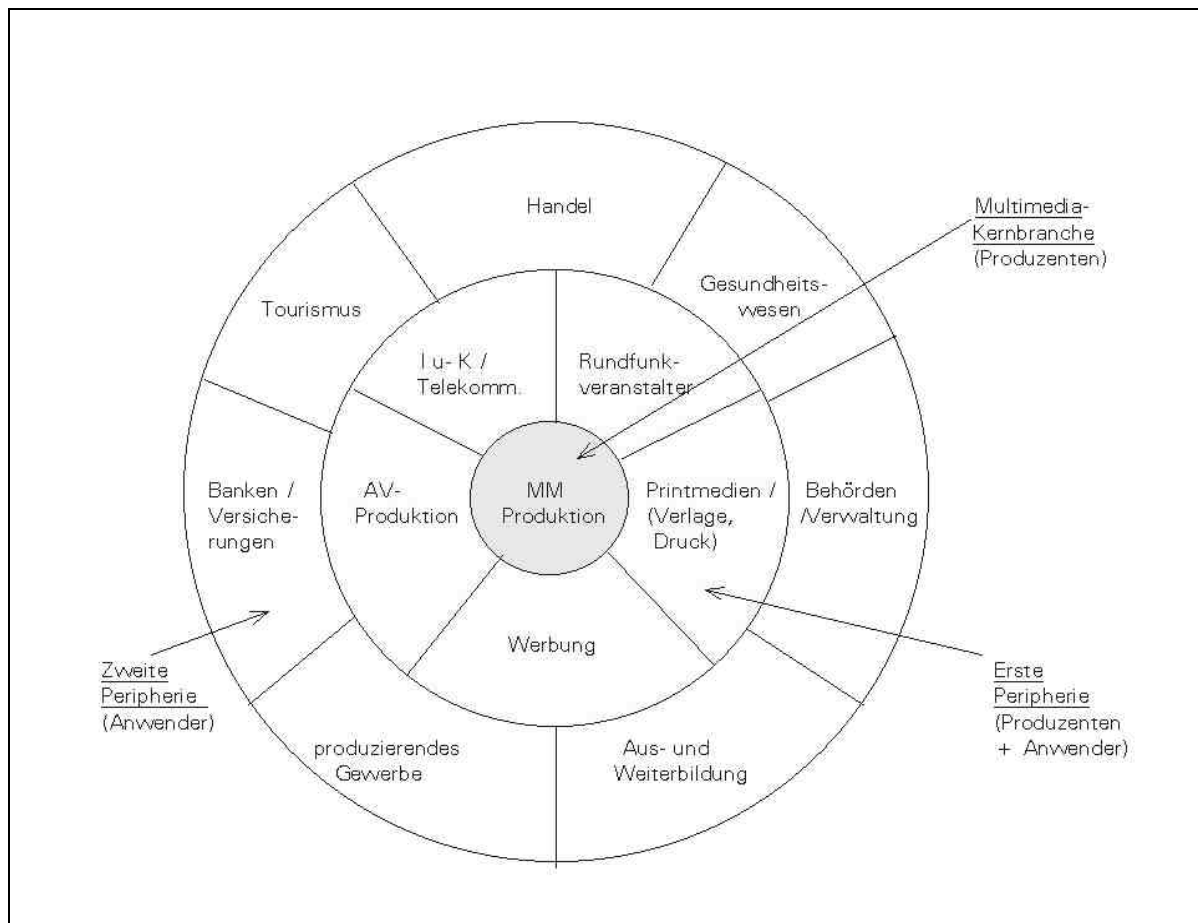 Handel
Multimedia-
Kernbranche
(Produzenten)
Gesundheits-
wesen
Tourismus
I u- K /
Telekomm.
Rundfunk-
veranstalter
Banken /
Versiche-
rungen
AV-
Produktion
MM
Produktion
Printmedien /
(Verlage,
Druck)
Behörden
/Verwaltung
Werbung
Zweite
Peripherie
(Anwender)
Erste
Peripherie
(Produzenten
+ Anwender)
produzierendes
Gewerbe
Aus- und
Weiterbildung